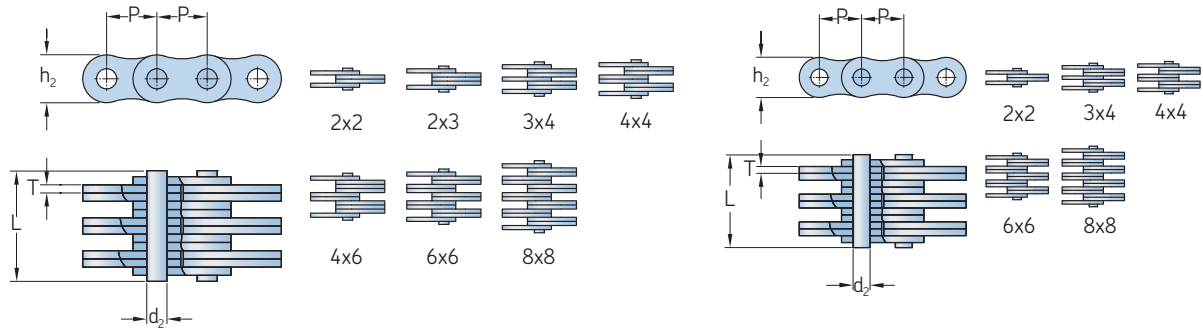 P P
h₂
2x2 2x3 3x4 4x4
T
L
d₂
4x6 6x6 8x8
P P
h₂
2x2 3x4 4x4
T
L
d₂
6x6 8x8